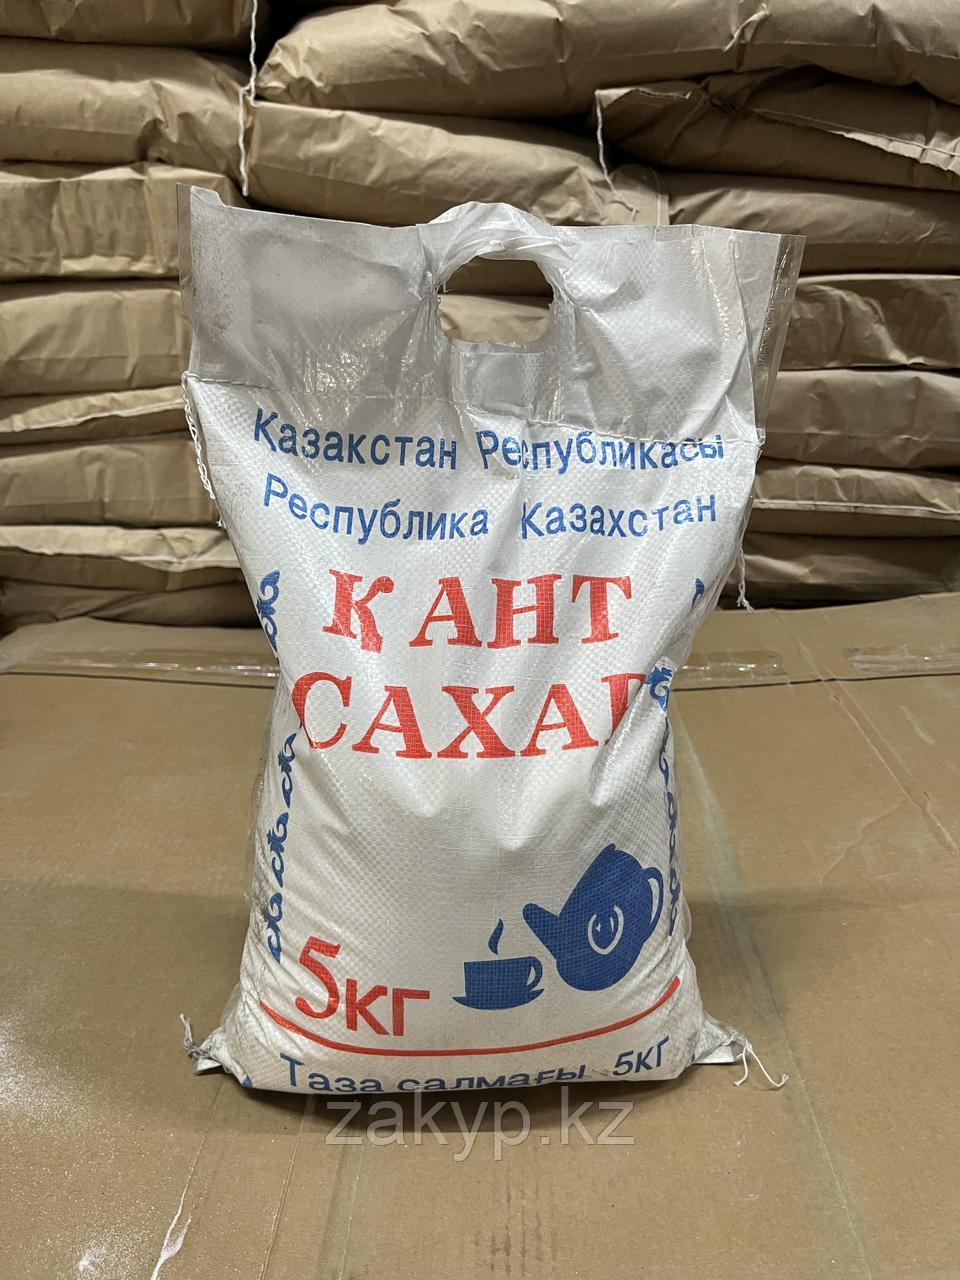 Қазақстан Республикасы
Республика Казахстан
ҚАНТ
САХАР
5кг
Таза салмағы 5кг
zakyp.kz